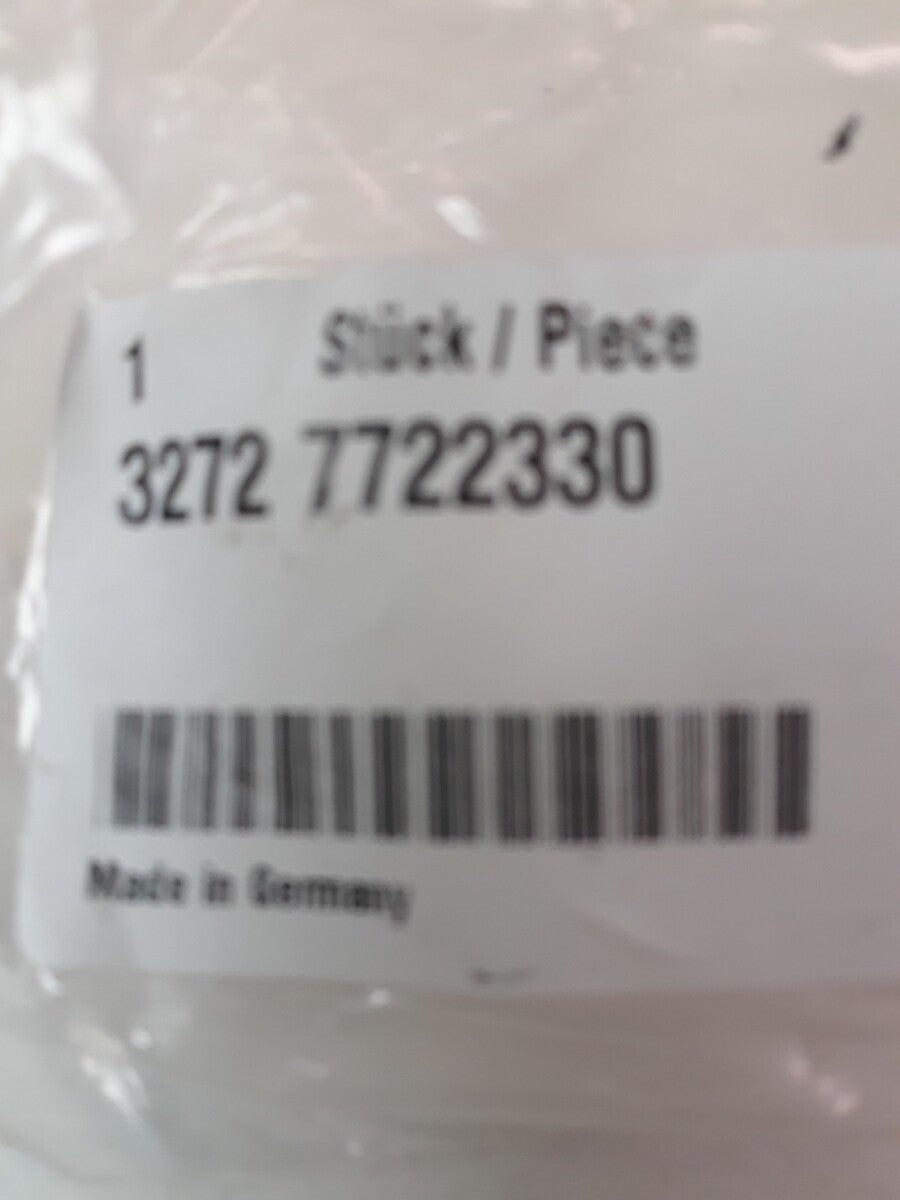 1 Stück / Piece
3272 7722330
Made in Germany